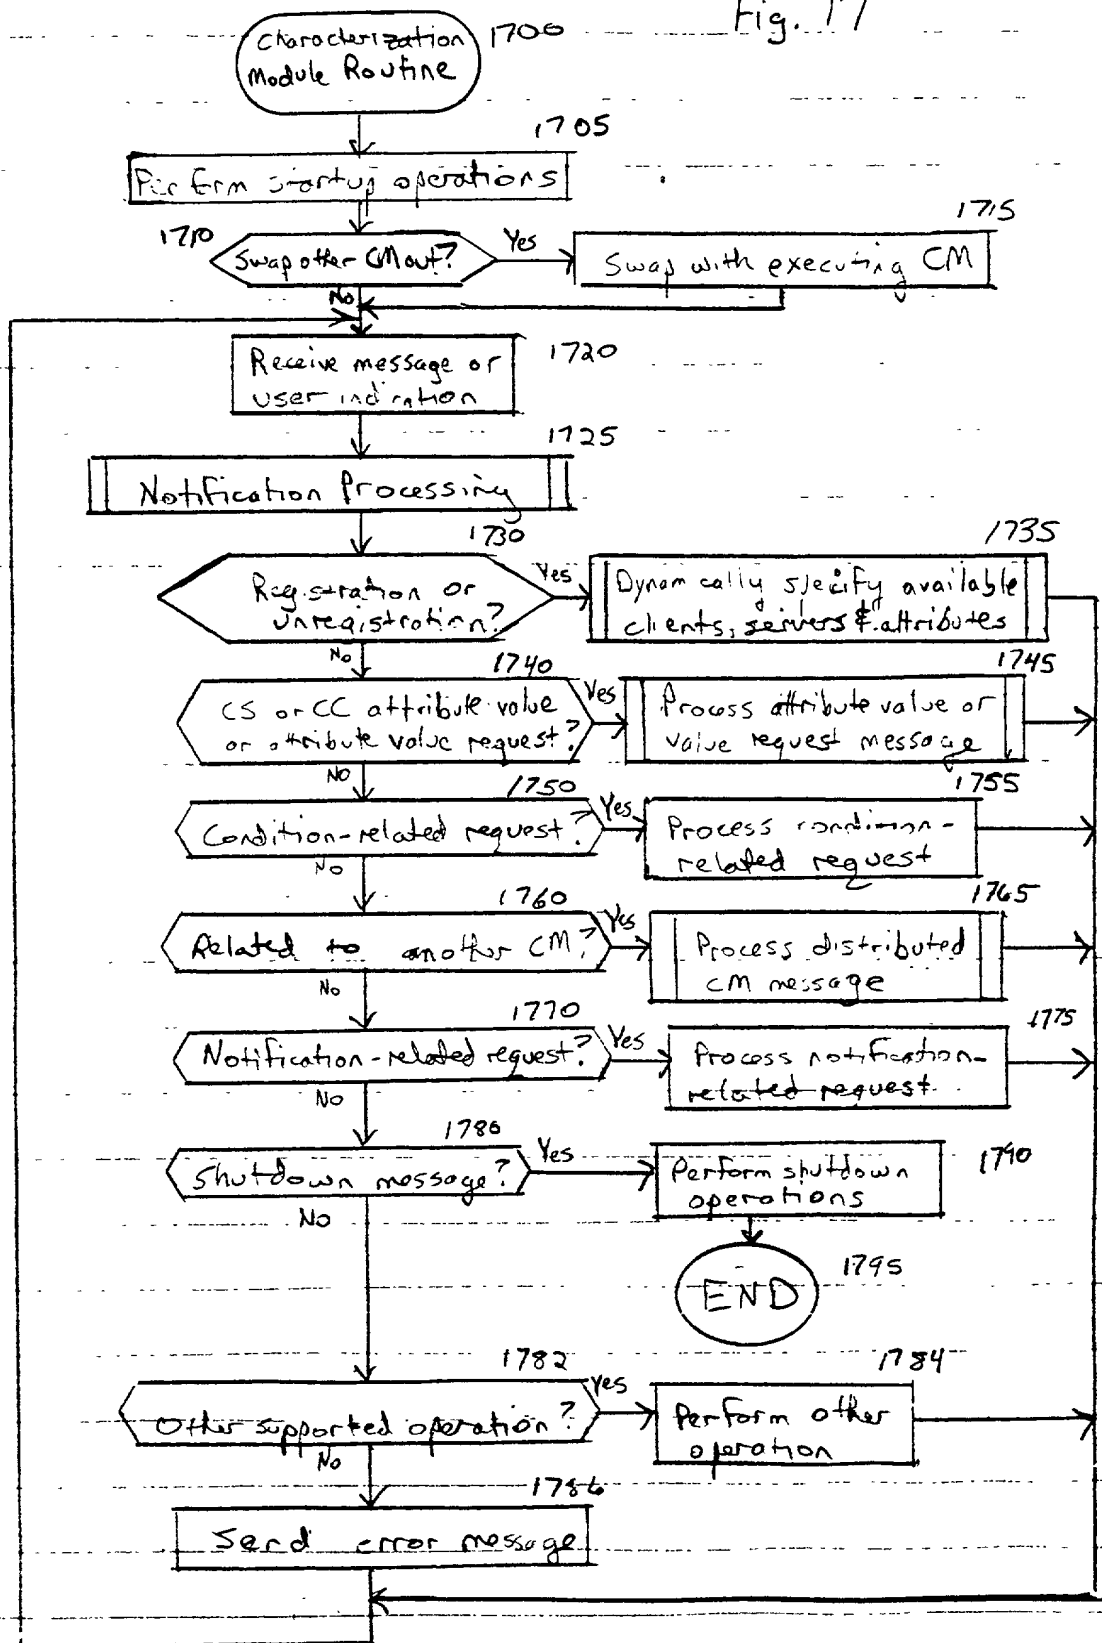 Fig. 17
1700
Characterization
Module Routine
1705
Perform startup operations
1710
Swap other CM out?
Yes
1715
Swap with executing CM
No
1720
Receive message or
user indication
1725
Notification Processing
1730
Registration or
unregistration?
Yes
1735
Dynamically specify available
clients, servers & attributes
No
1740
CS or CC attribute value
or attribute value request?
Yes
1745
Process attribute value or
value request message
No
1750
Condition-related request?
Yes
1755
Process condition-
related request
No
1760
Related to another CM?
Yes
1765
Process distributed
CM message
No
1770
Notification-related request?
Yes
1775
Process notification-
related request
No
1780
Shutdown message?
Yes
1790
Perform shutdown
operations
No
1795
END
1782
Other supported operation?
Yes
1784
Perform other
operation
No
1786
Send error message